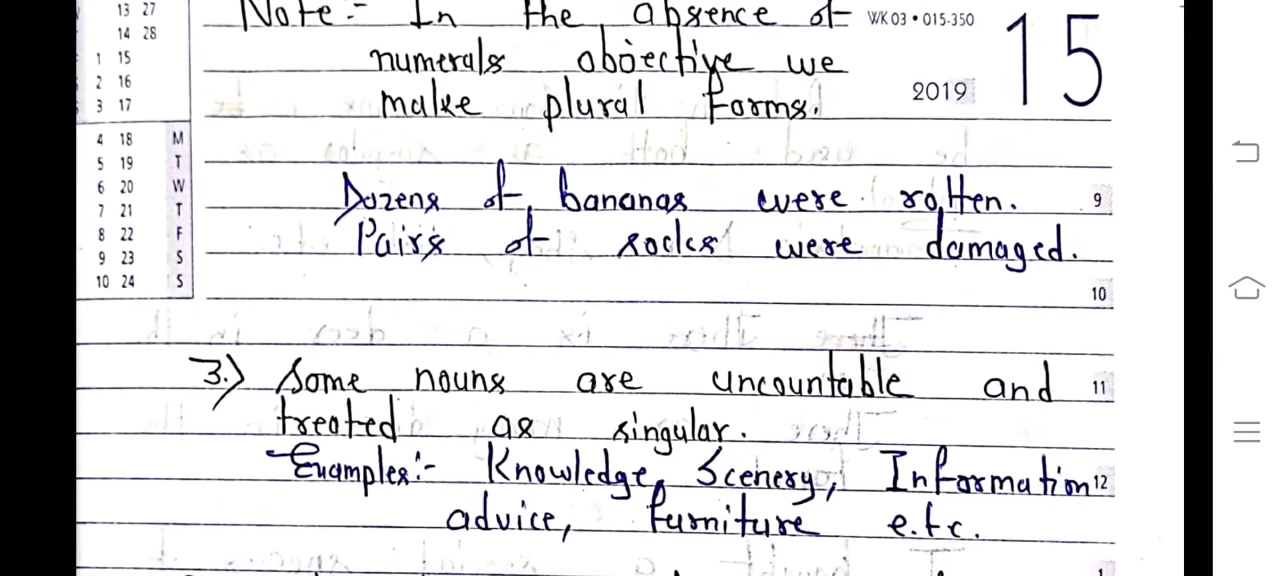 13 27
14 28
1 15
2 16
3 17
4 18 M
5 19 T
6 20 W
7 21 T
8 22 F
9 23 S
10 24 S
WK 03 • 015-350
15
2019
Note:- In the absence of
numerals abojective we
make plural forms.
Dozens of bananas were rotten. 9
Pairs of socks were damaged.
10
3.) Some nouns are uncountable and 11
treated as singular.
Examples:- Knowledge, Scenery, Information 12
advice, furniture e.t.c.
1